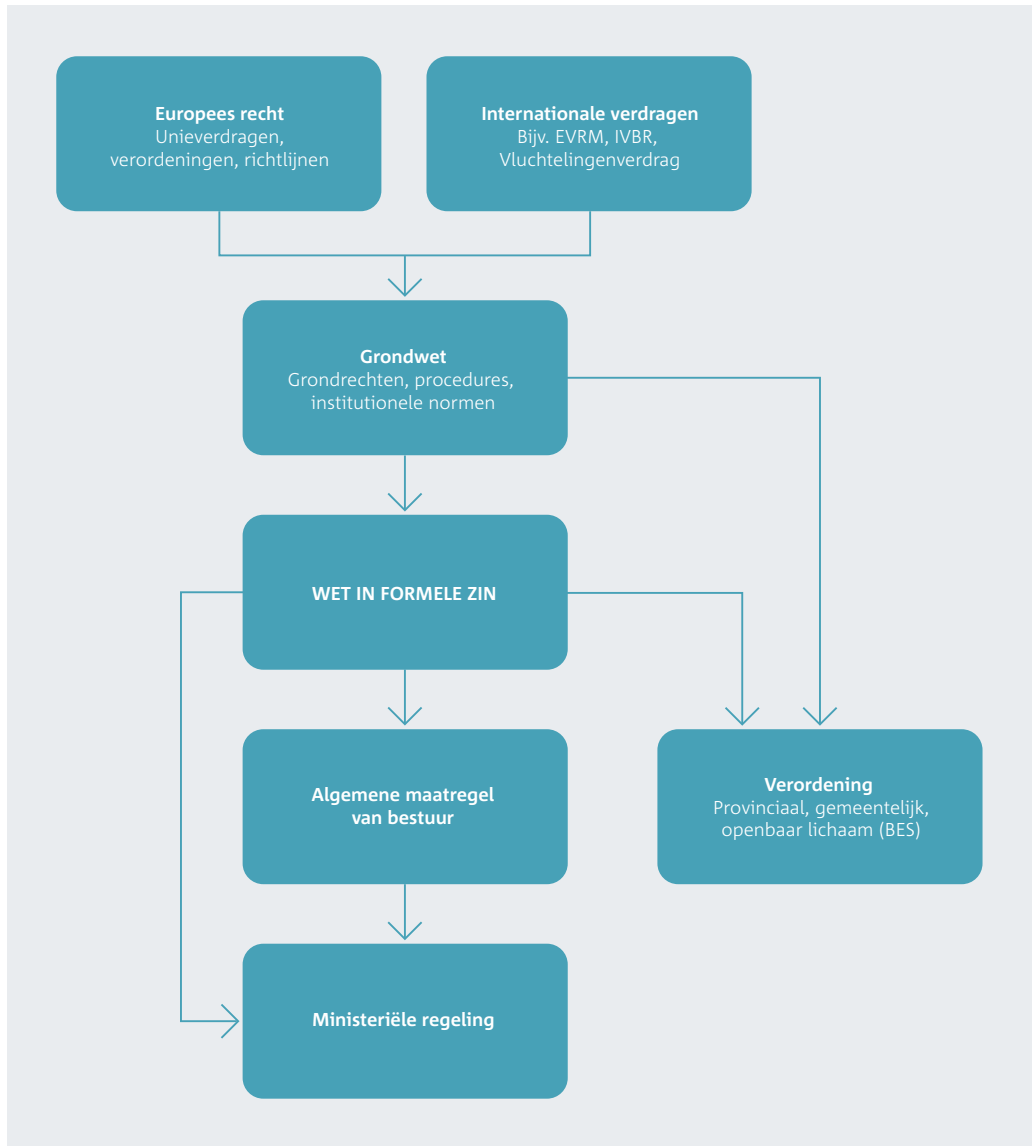 Europees recht
Unieverdragen,
verordeningen, richtlijnen
Internationale verdragen
Bijv. EVRM, IVBR,
Vluchtelingenverdrag
Grondwet
Grondrechten, procedures,
institutionele normen
WET IN FORMELE ZIN
Algemene maatregel
van bestuur
Verordening
Provinciaal, gemeentelijk,
openbaar lichaam (BES)
Ministeriële regeling